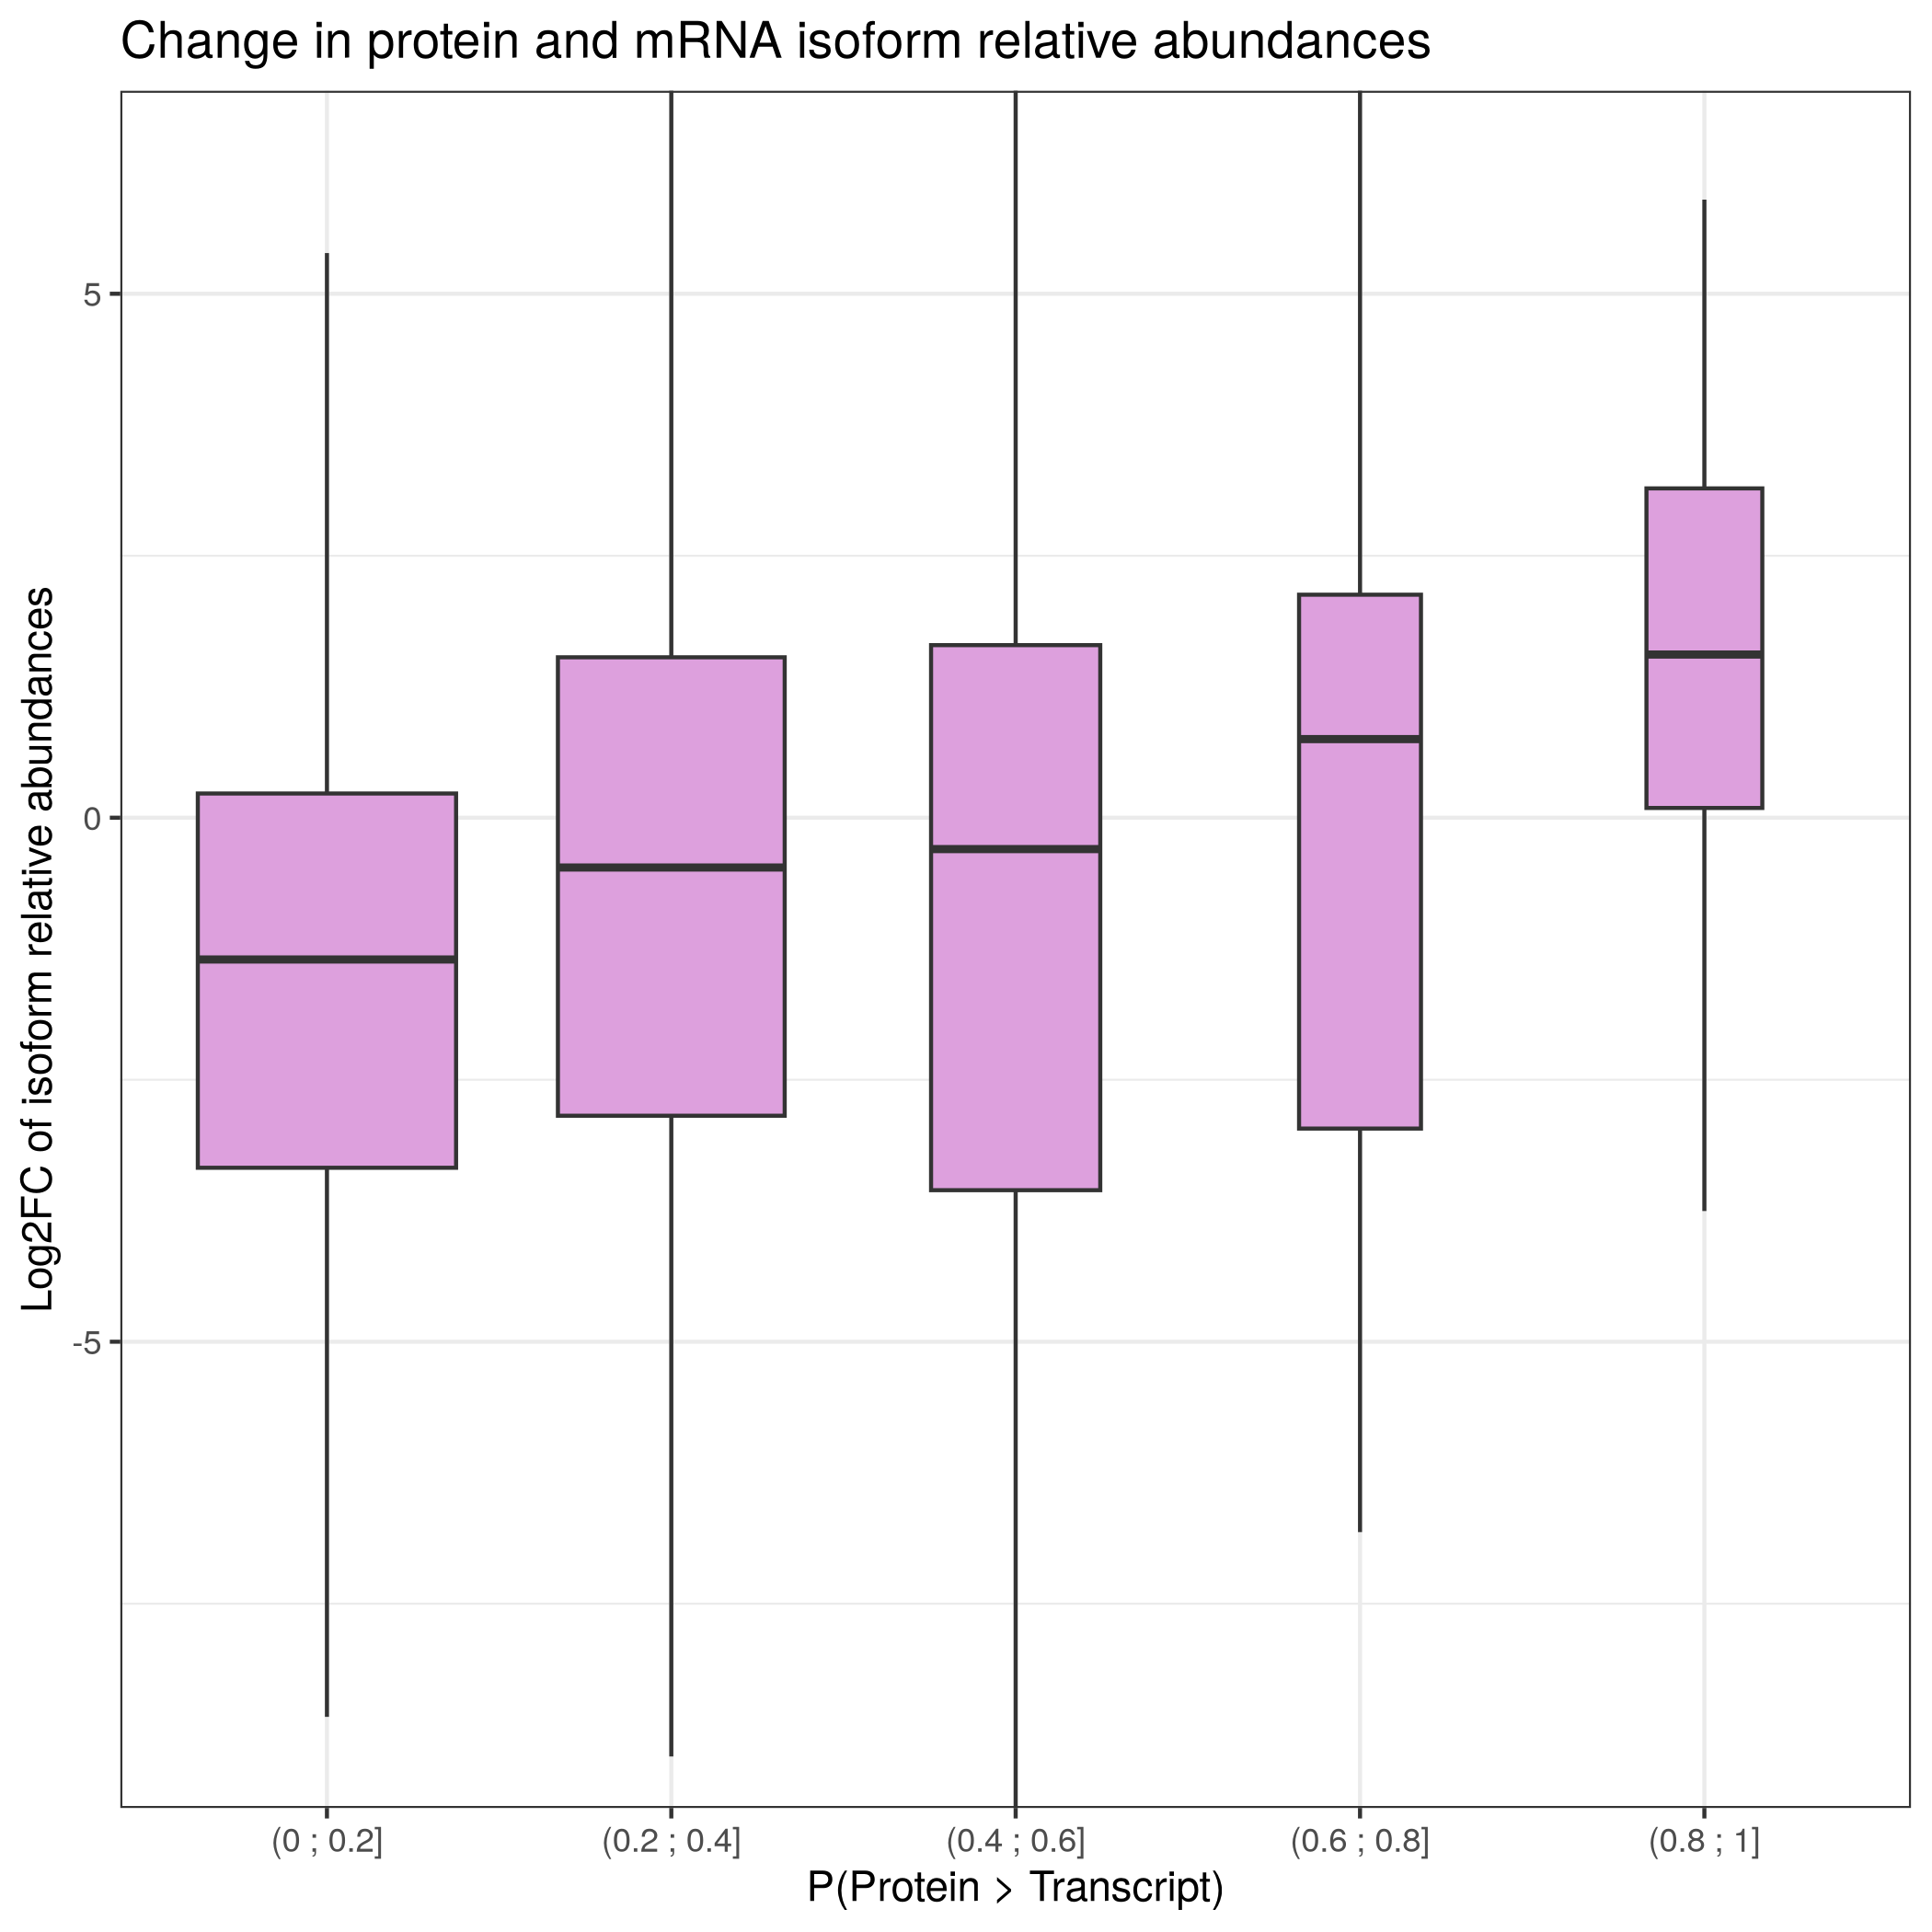 Change in protein and mRNA isoform relative abundances
Log2FC of isoform relative abundances
5
0
-5
(0 ; 0.2]
(0.2 ; 0.4]
(0.4 ; 0.6]
(0.6 ; 0.8]
(0.8 ; 1]
P(Protein > Transcript)